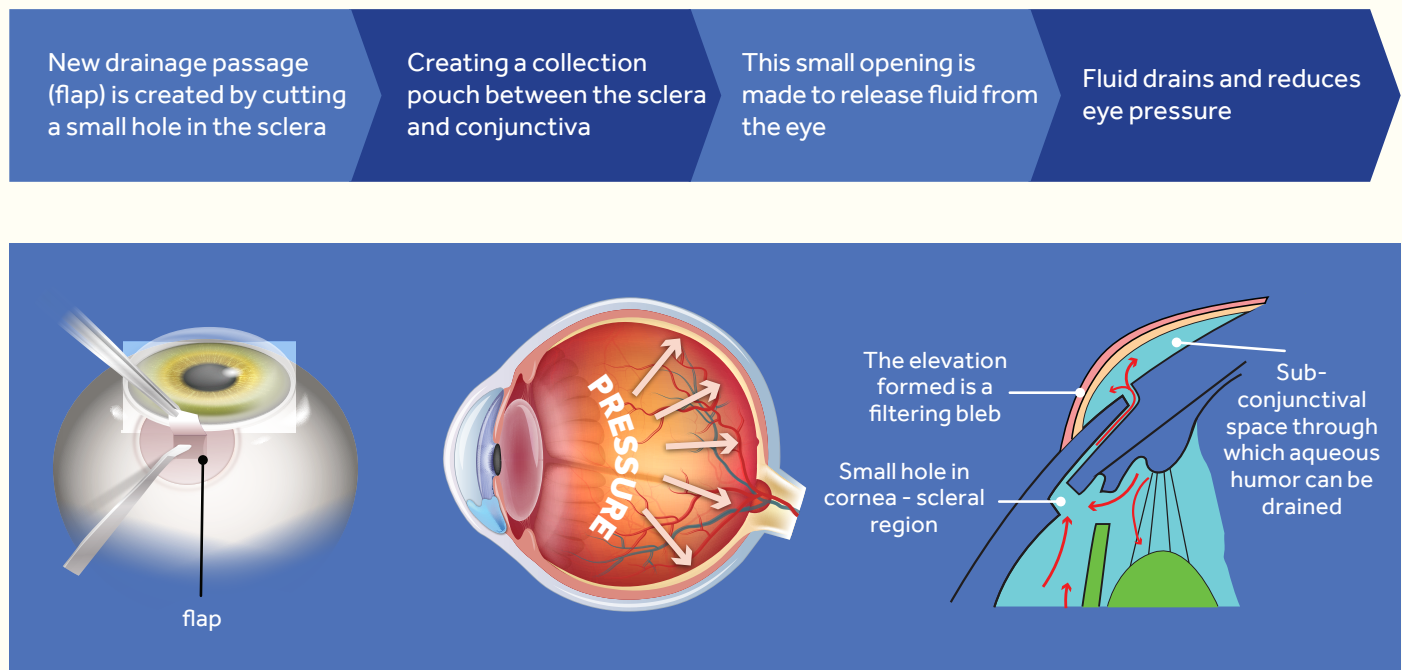 New drainage passage
(flap) is created by cutting
a small hole in the sclera
Creating a collection
pouch between the sclera
and conjunctiva
This small opening is
made to release fluid from
the eye
Fluid drains and reduces
eye pressure
flap
PRESSURE
The elevation
formed is a
filtering bleb
Small hole in
cornea - scleral
region
Sub-
conjunctival
space through
which aqueous
humor can be
drained